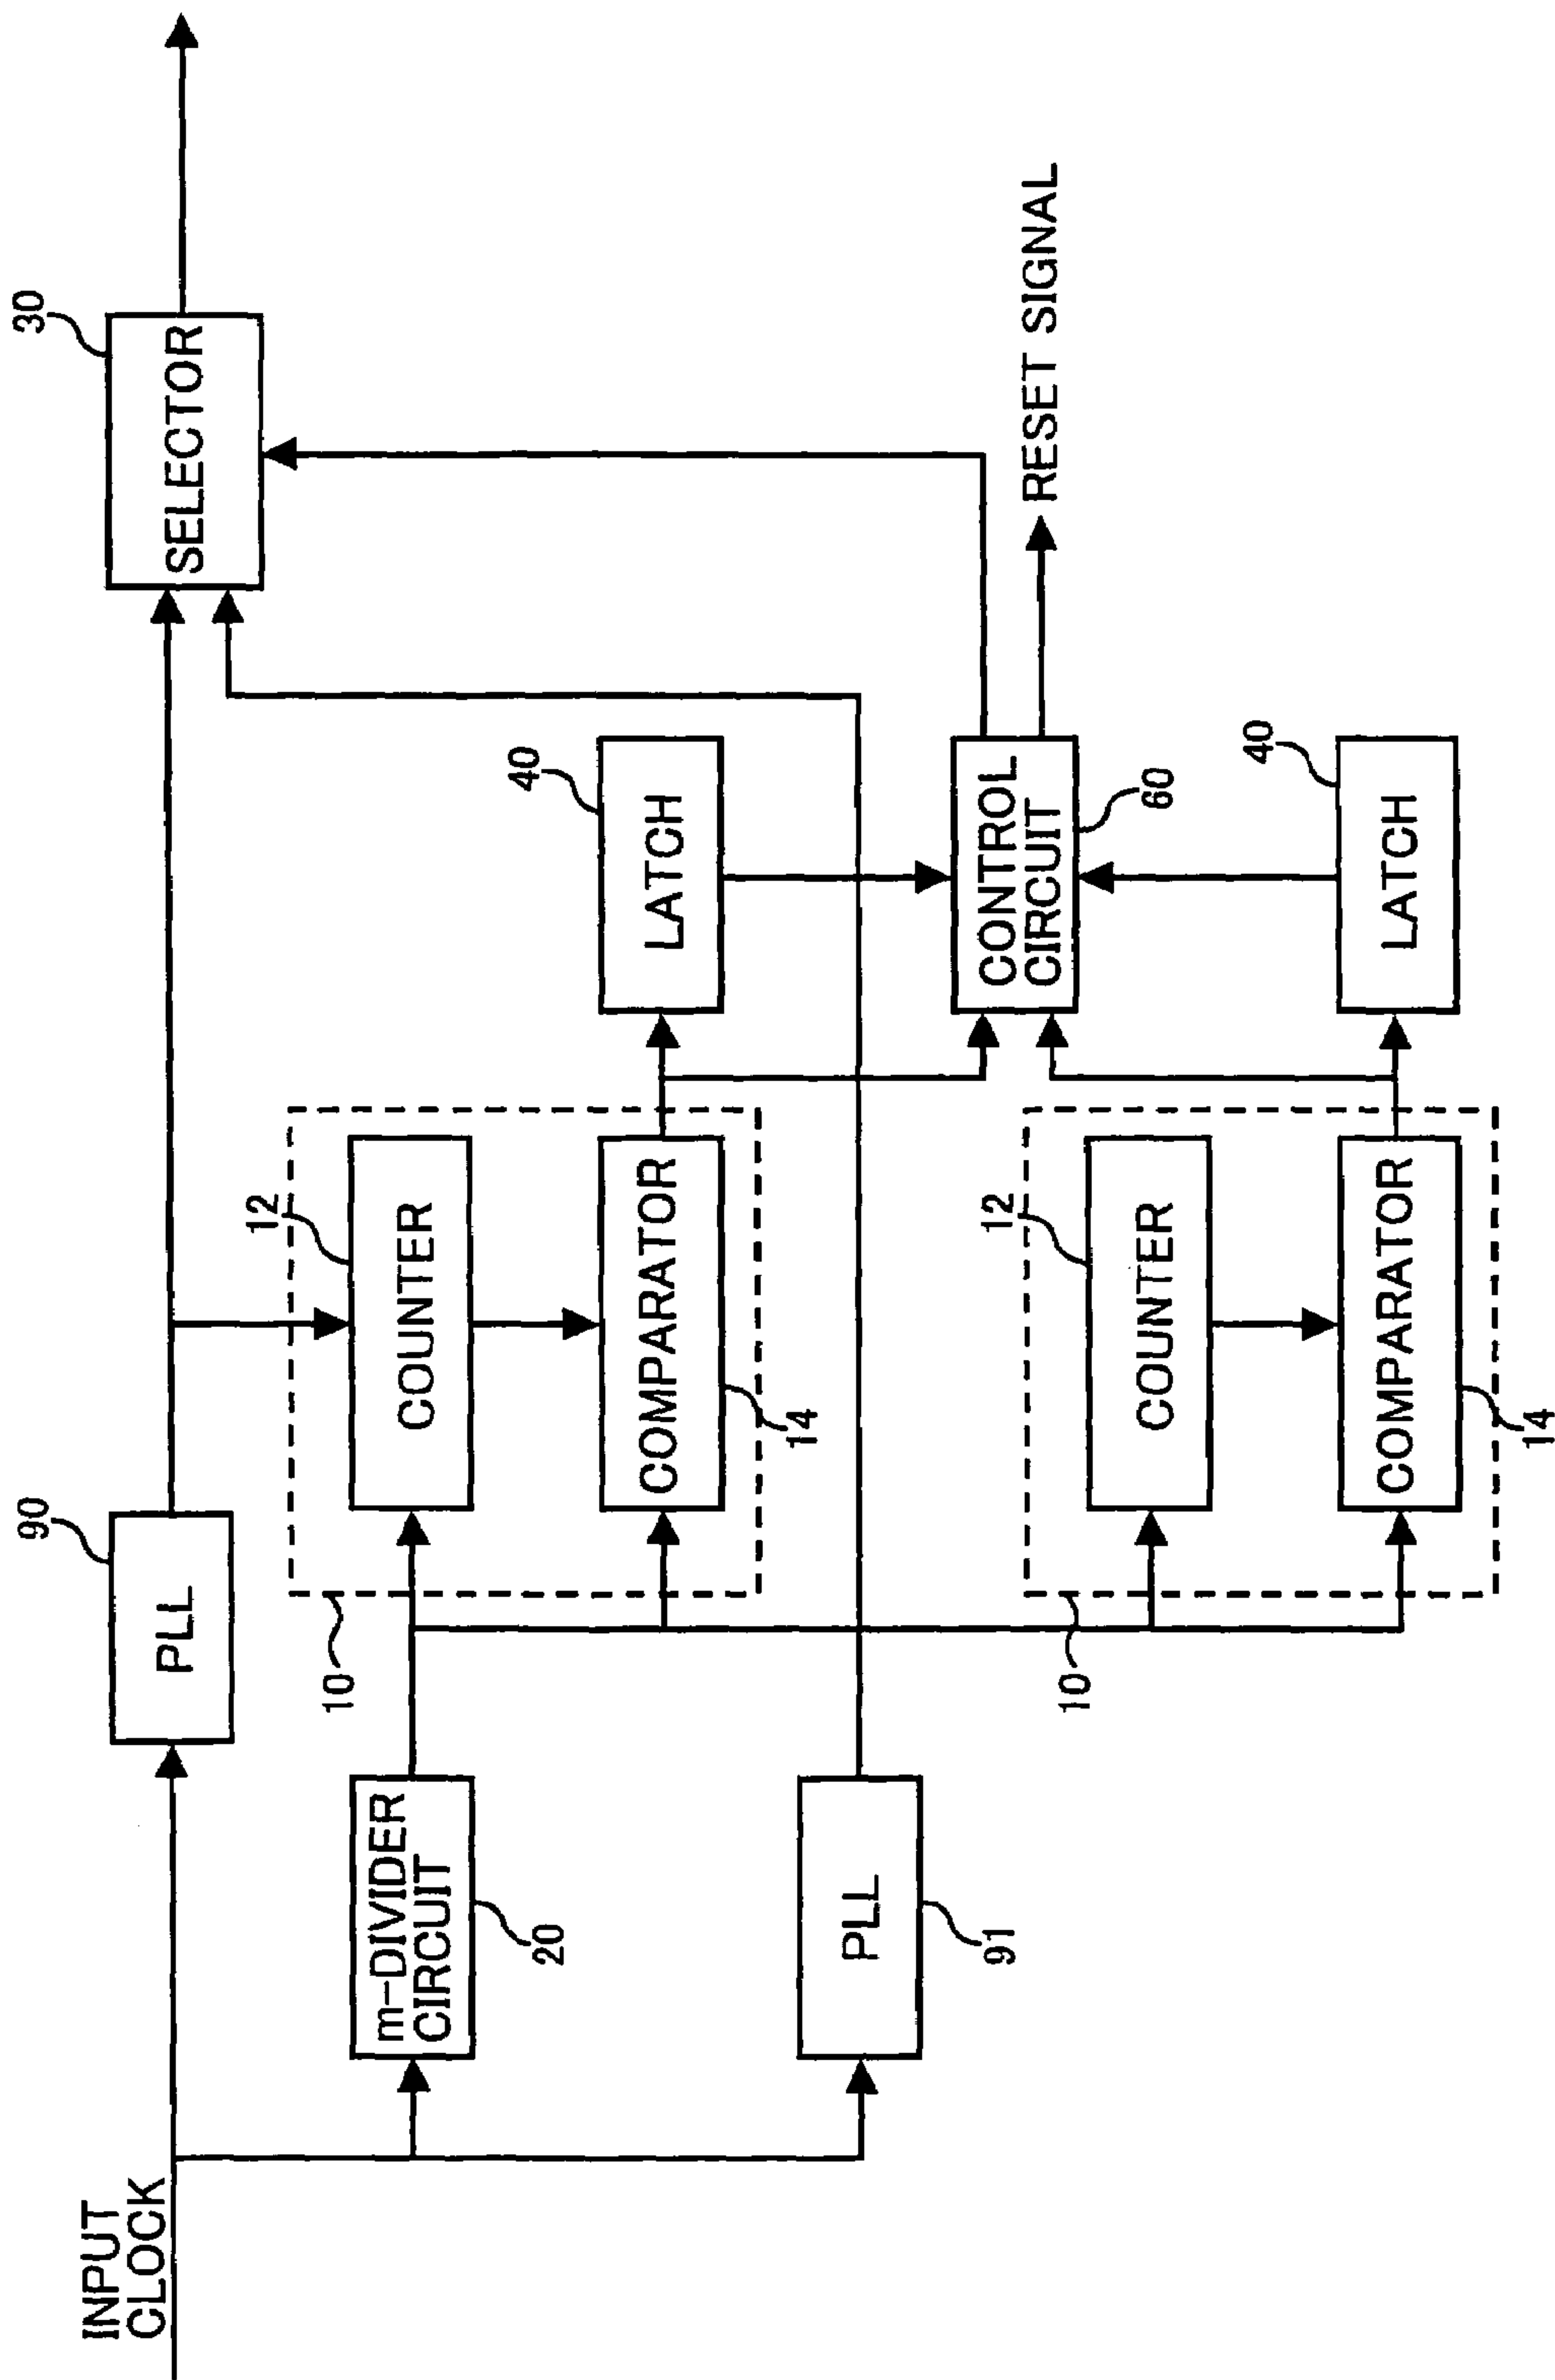 INPUT
CLOCK
90
PLL
30
SELECTOR
m-DIVIDER
CIRCUIT
20
10
12
COUNTER
COMPARATOR
14
40
LATCH
PLL
91
CONTROL
CIRCUIT
60
RESET SIGNAL
10
12
COUNTER
COMPARATOR
14
40
LATCH